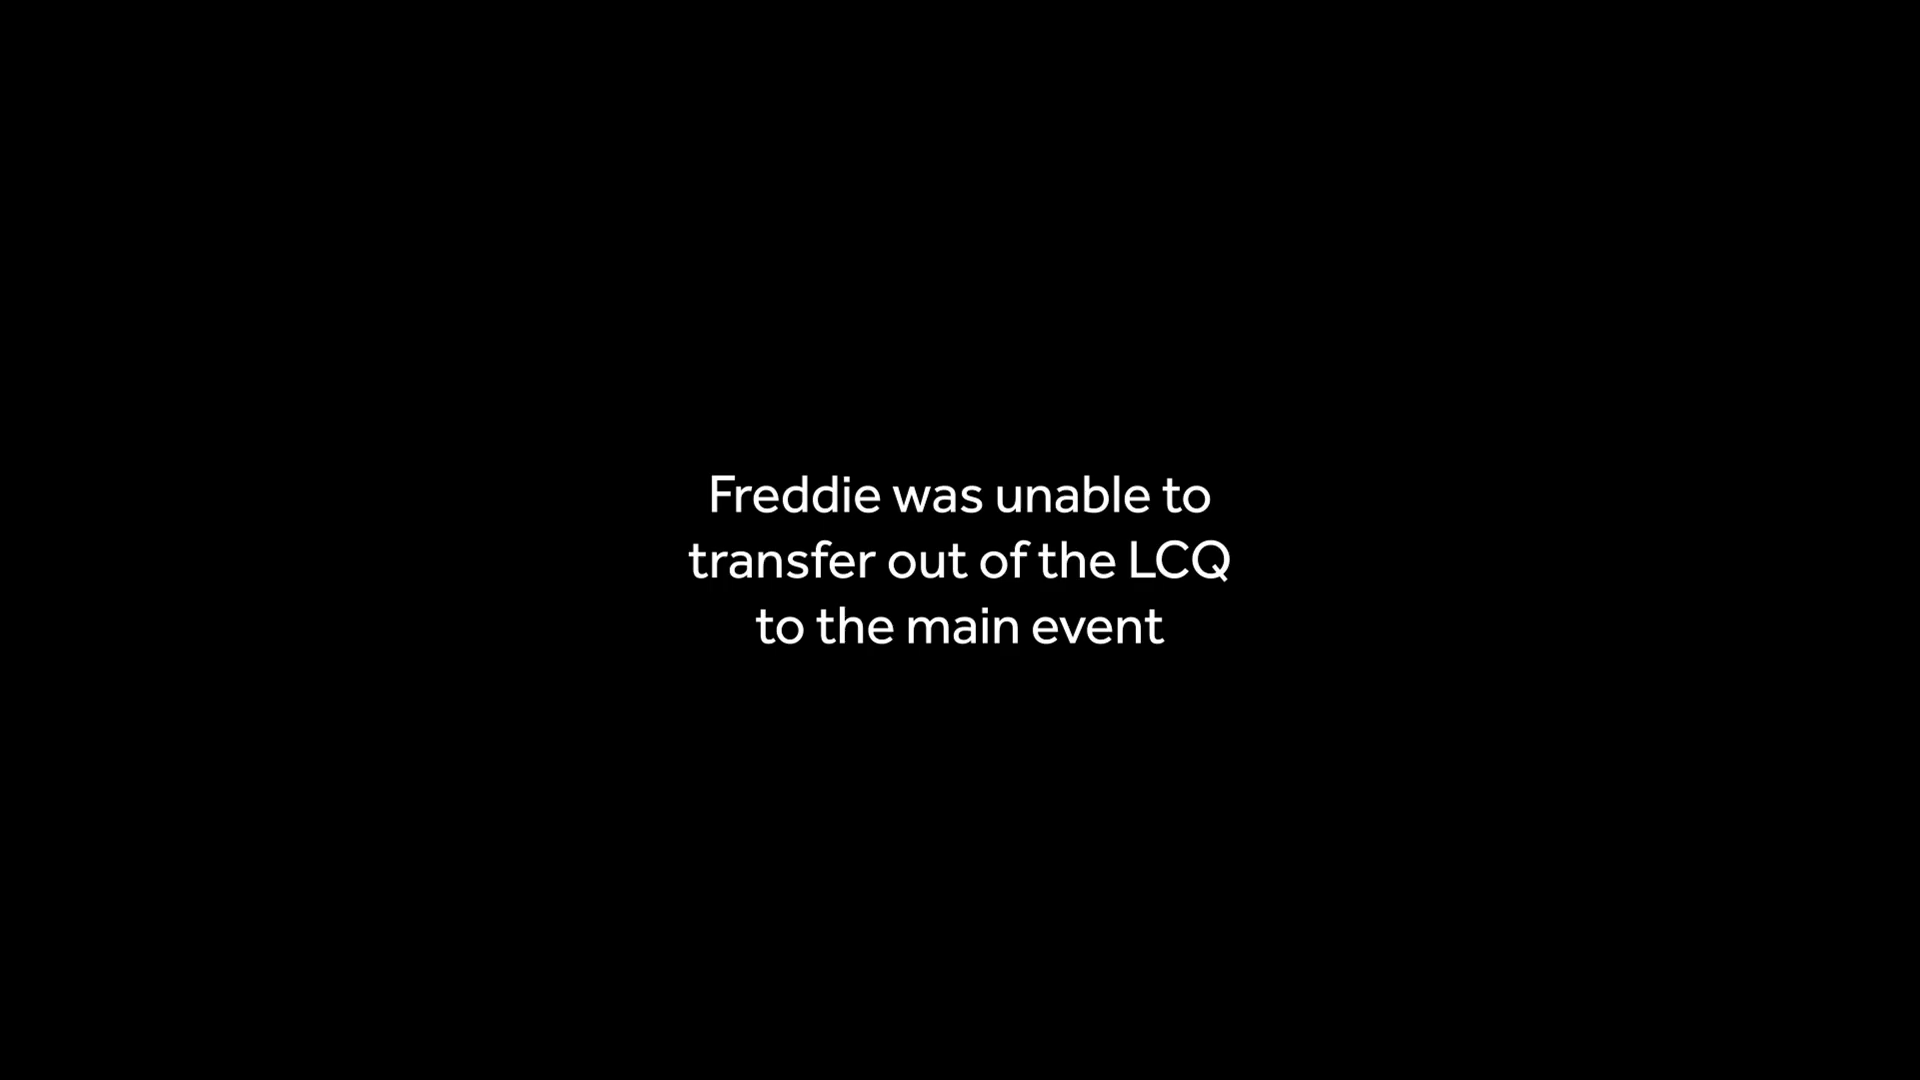 Freddie was unable to
transfer out of the LCQ
to the main event